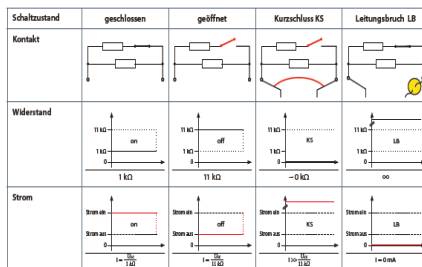 Schaltzustand geschlossen geöffnet Kurzschluss KS Leitungsbruch LB
Kontakt
Widerstand
11 kΩ on 1 kΩ 0
11 kΩ off 1 kΩ 0
11 kΩ KS 1 kΩ 0
11 kΩ LB 1 kΩ 0
1 kΩ 11 kΩ ~ 0 kΩ ∞
Strom
Strom ein on Strom aus 0
Strom ein off Strom aus 0
Strom ein KS Strom aus 0
Strom ein LB Strom aus 0
I = 0 mA